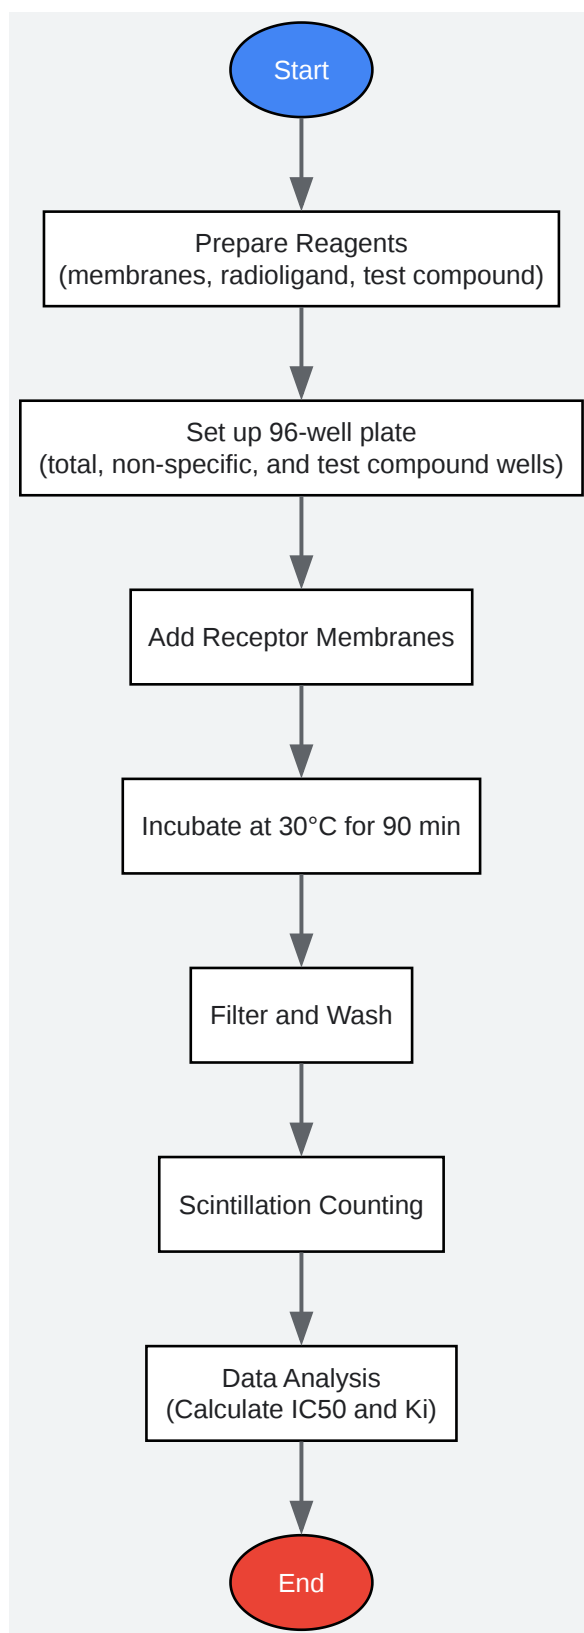 Start
Prepare Reagents
(membranes, radioligand, test compound)
Set up 96-well plate
(total, non-specific, and test compound wells)
Add Receptor Membranes
Incubate at 30°C for 90 min
Filter and Wash
Scintillation Counting
Data Analysis
(Calculate IC50 and Ki)
End